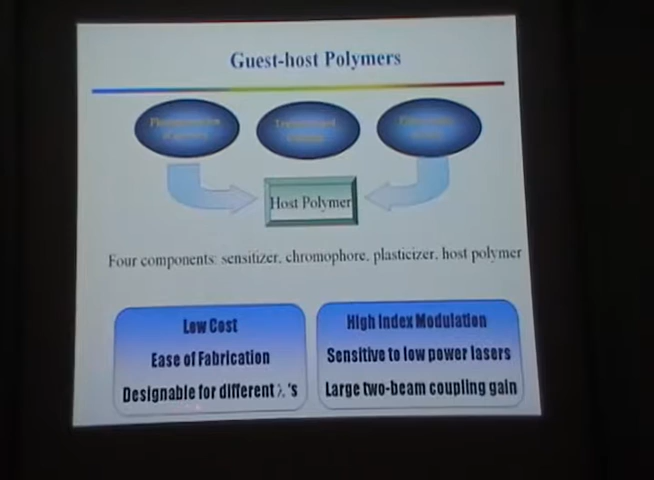 Guest-host Polymers
Host Polymer
Four components: sensitizer, chromophore, plasticizer, host polymer
Low Cost
Ease of Fabrication
Designable for different λ's
High Index Modulation
Sensitive to low power lasers
Large two-beam coupling gain